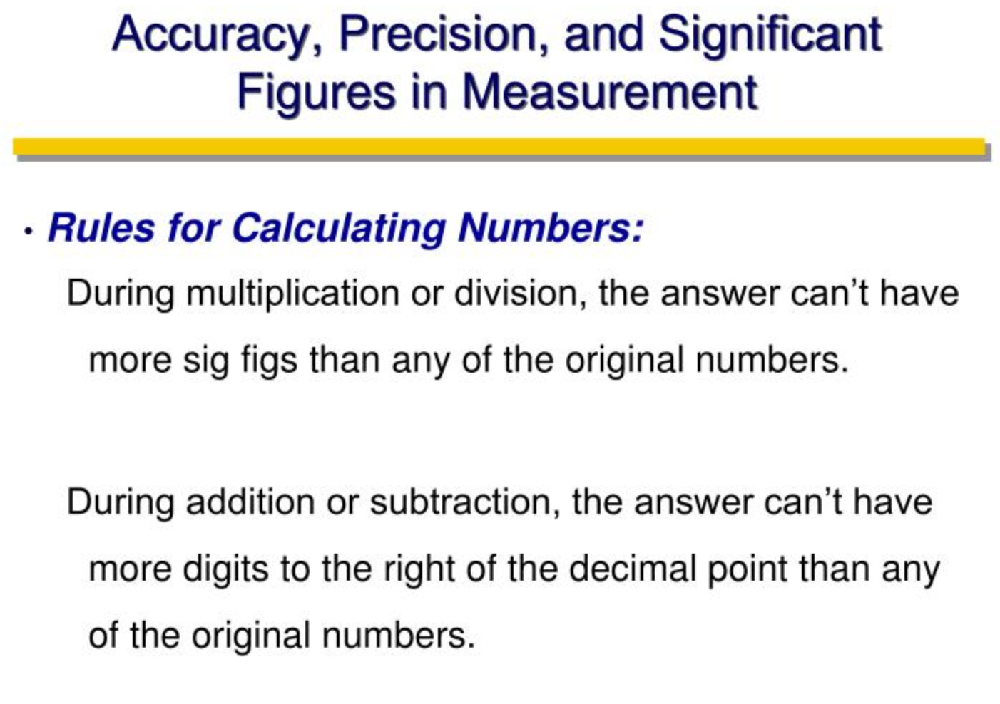 Accuracy, Precision, and Significant
Figures in Measurement
• Rules for Calculating Numbers:
During multiplication or division, the answer can’t have
more sig figs than any of the original numbers.
During addition or subtraction, the answer can’t have
more digits to the right of the decimal point than any
of the original numbers.